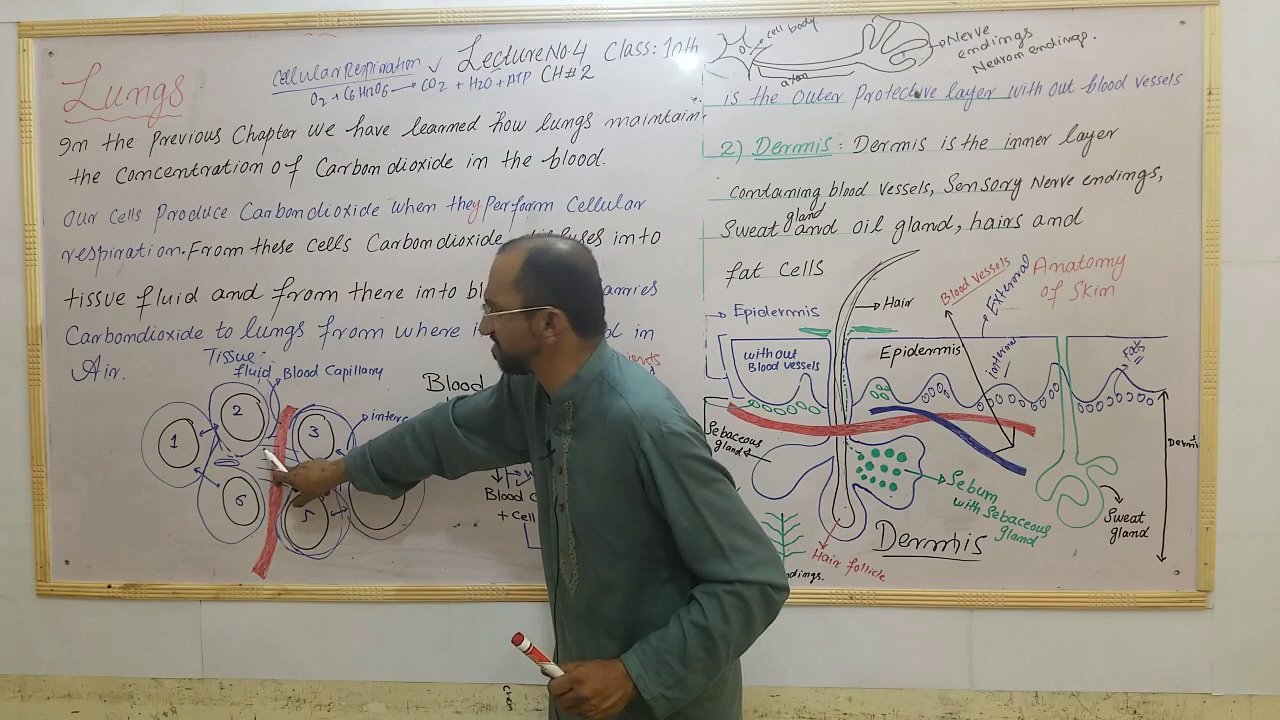 Lungs
Cellular Respiration
O2 + C6H12O6 → CO2 + H2O + ATP
Lecture No 4 Class: 10th
CH#2
In the Previous Chapter we have learned lungs maintain
the concentration of Carbon dioxide in the blood.
Our cells Produce Carbondioxide when they Perform Cellular
respiration. From these cells Carbondioxide into
tissue fluid and from there into
Carbondioxide to lungs from where in
Air.
Tissue
fluid
Blood Capillary
1
2
3
5
6
Blood
Blood
+ cell
cell body
axon
Nerve
endings
Neuron endings.
is the outer Protective layer with out blood vessels
2) Dermis: Dermis is the inner layer
containing blood vessels, Sensory Nerve endings,
Sweat gland and oil gland, hairs and
fat cells
Epidermis
Hair
Blood vessels
External
Anatomy
of Skin
with out
Blood vessels
Epidermis
internal
Fats
Sebaceous
gland
Sebum
with Sebaceous
gland
Sweat
gland
Dermis
Hair follicle